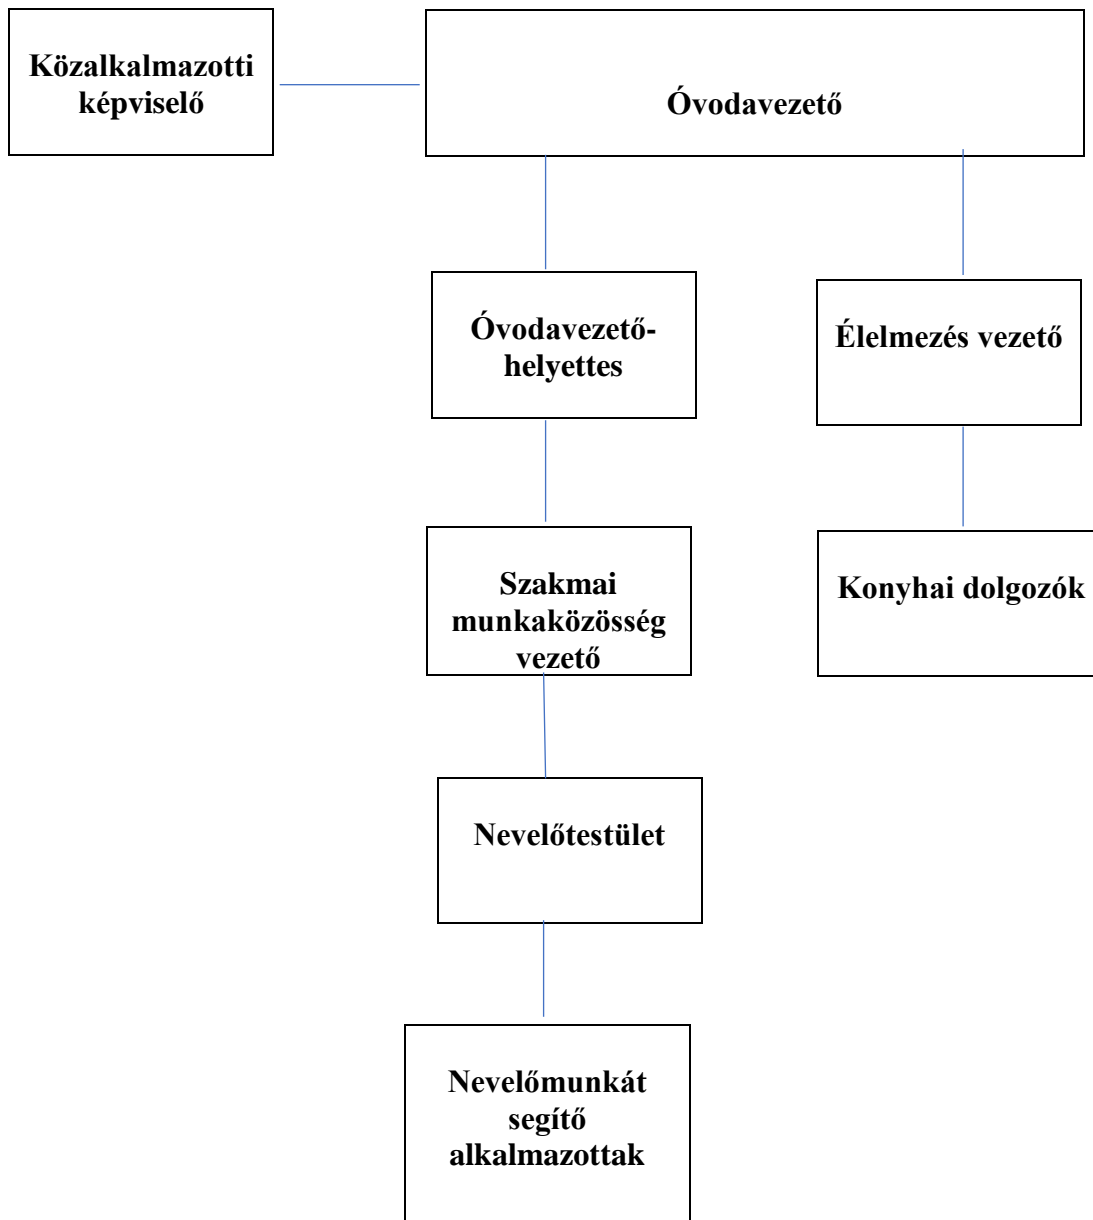 Közalkalmazotti
képviselő
Óvodavezető
Óvodavezető-
helyettes
Élelmezés vezető
Szakmai
munkaközösség
vezető
Konyhai dolgozók
Nevelőtestület
Nevelőmunkát
segítő
alkalmazottak